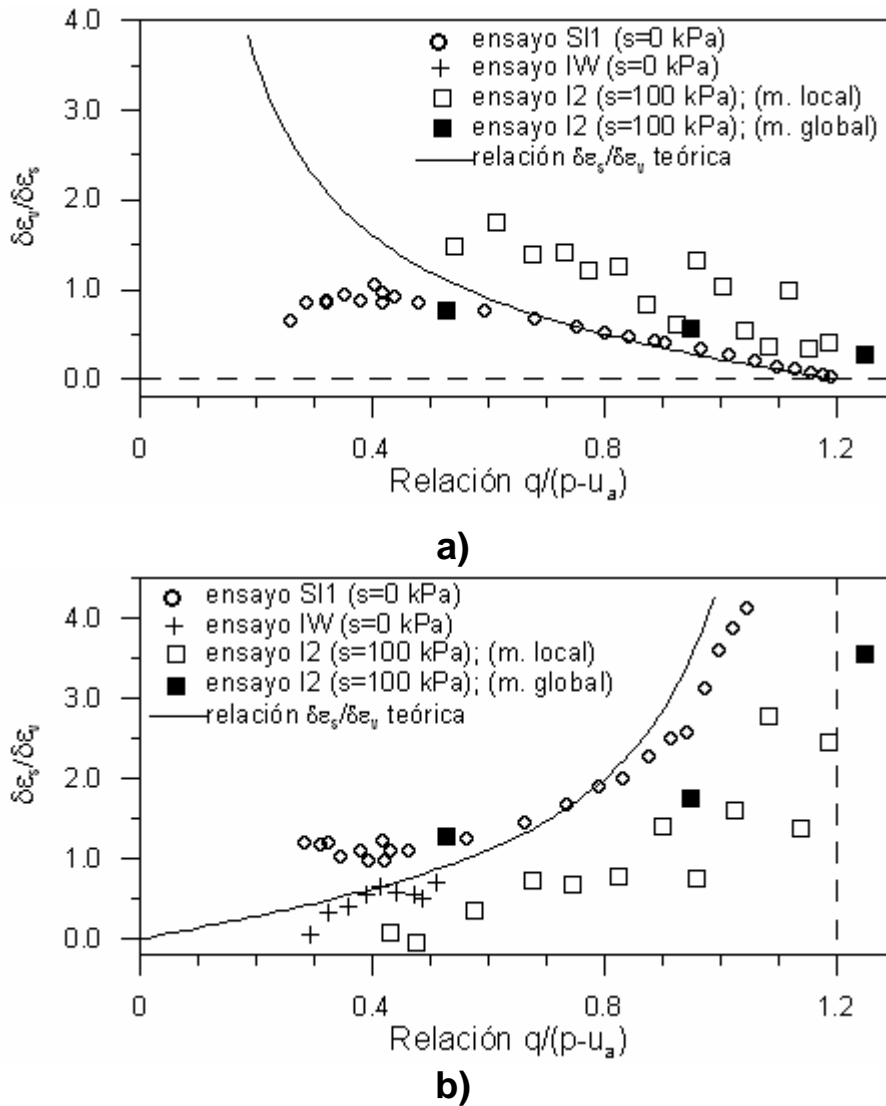 4.0
3.0
2.0
1.0
0.0
δεᵥ/δεₛ
ensayo SI1 (s=0 kPa)
ensayo IW (s=0 kPa)
ensayo I2 (s=100 kPa); (m. local)
ensayo I2 (s=100 kPa); (m. global)
relación δεₛ/δεᵥ teórica
0 0.4 0.8 1.2
Relación q/(p-uₐ)
a)
4.0
3.0
2.0
1.0
0.0
δεₛ/δεᵥ
ensayo SI1 (s=0 kPa)
ensayo IW (s=0 kPa)
ensayo I2 (s=100 kPa); (m. local)
ensayo I2 (s=100 kPa); (m. global)
relación δεₛ/δεᵥ teórica
0 0.4 0.8 1.2
Relación q/(p-uₐ)
b)